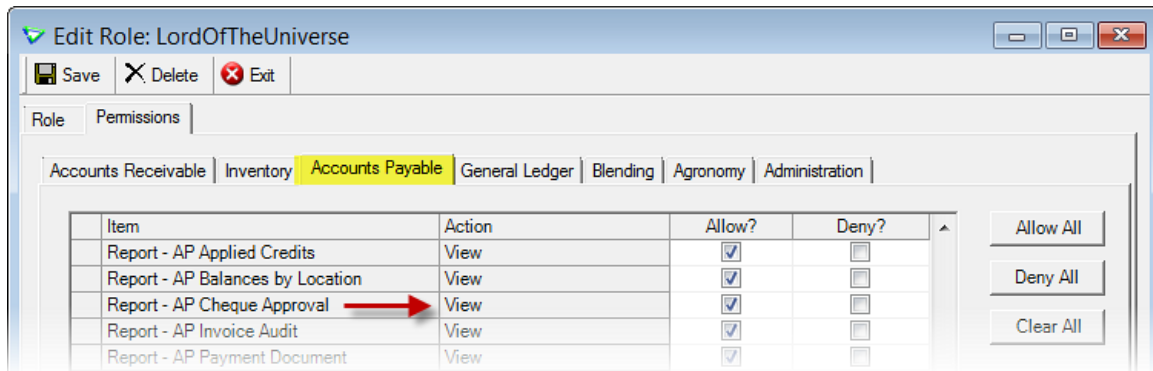 Edit Role: LordOfTheUniverse
Save Delete Exit
Role Permissions
Accounts Receivable Inventory Accounts Payable General Ledger Blending Agronomy Administration
Item Action Allow? Deny?
Report - AP Applied Credits View
Report - AP Balances by Location View
Report - AP Cheque Approval View
Report - AP Invoice Audit View
Report - AP Payment Document View
Allow All
Deny All
Clear All